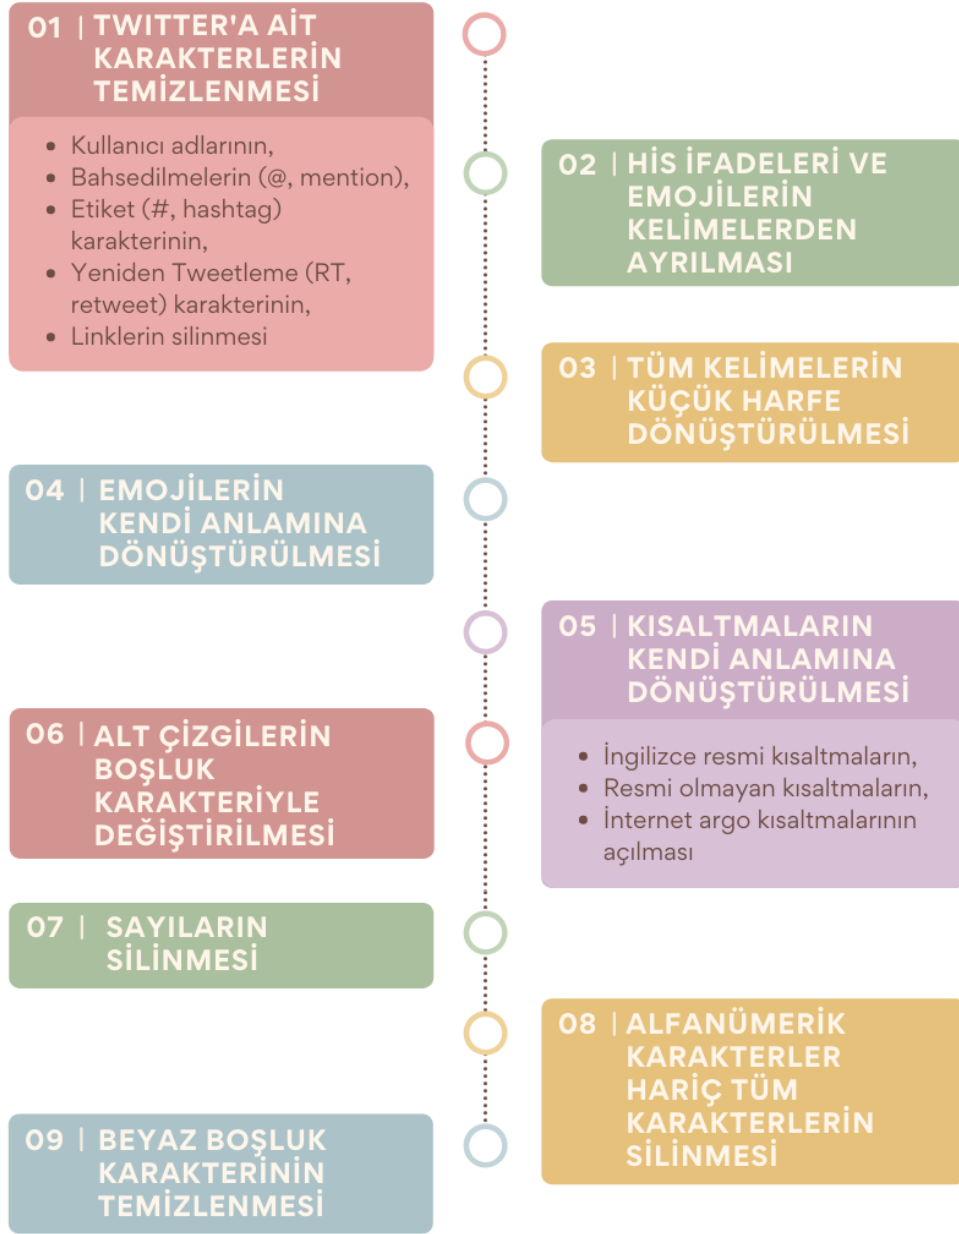 01 | TWITTER'A AİT
KARAKTERLERİN
TEMİZLENMESİ
• Kullanıcı adlarının,
• Bahsedilmelerin (@, mention),
• Etiket (#, hashtag)
karakterinin,
• Yeniden Tweetleme (RT,
retweet) karakterinin,
• Linklerin silinmesi
02 | HİS İFADELERİ VE
EMOJİLERİN
KELİMELERDEN
AYRILMASI
03 | TÜM KELİMELERİN
KÜÇÜK HARFE
DÖNÜŞTÜRÜLMESİ
04 | EMOJİLERİN
KENDİ ANLAMINA
DÖNÜŞTÜRÜLMESİ
05 | KISALTMALARIN
KENDİ ANLAMINA
DÖNÜŞTÜRÜLMESİ
• İngilizce resmi kısaltmaların,
• Resmi olmayan kısaltmaların,
• İnternet argo kısaltmalarının
açılması
06 | ALT ÇİZGİLERİN
BOŞLUK
KARAKTERİYLE
DEĞİŞTİRİLMESİ
07 | SAYILARIN
SİLİNMESİ
08 | ALFANÜMERİK
KARAKTERLER
HARİÇ TÜM
KARAKTERLERİN
SİLİNMESİ
09 | BEYAZ BOŞLUK
KARAKTERİNİN
TEMİZLENMESİ